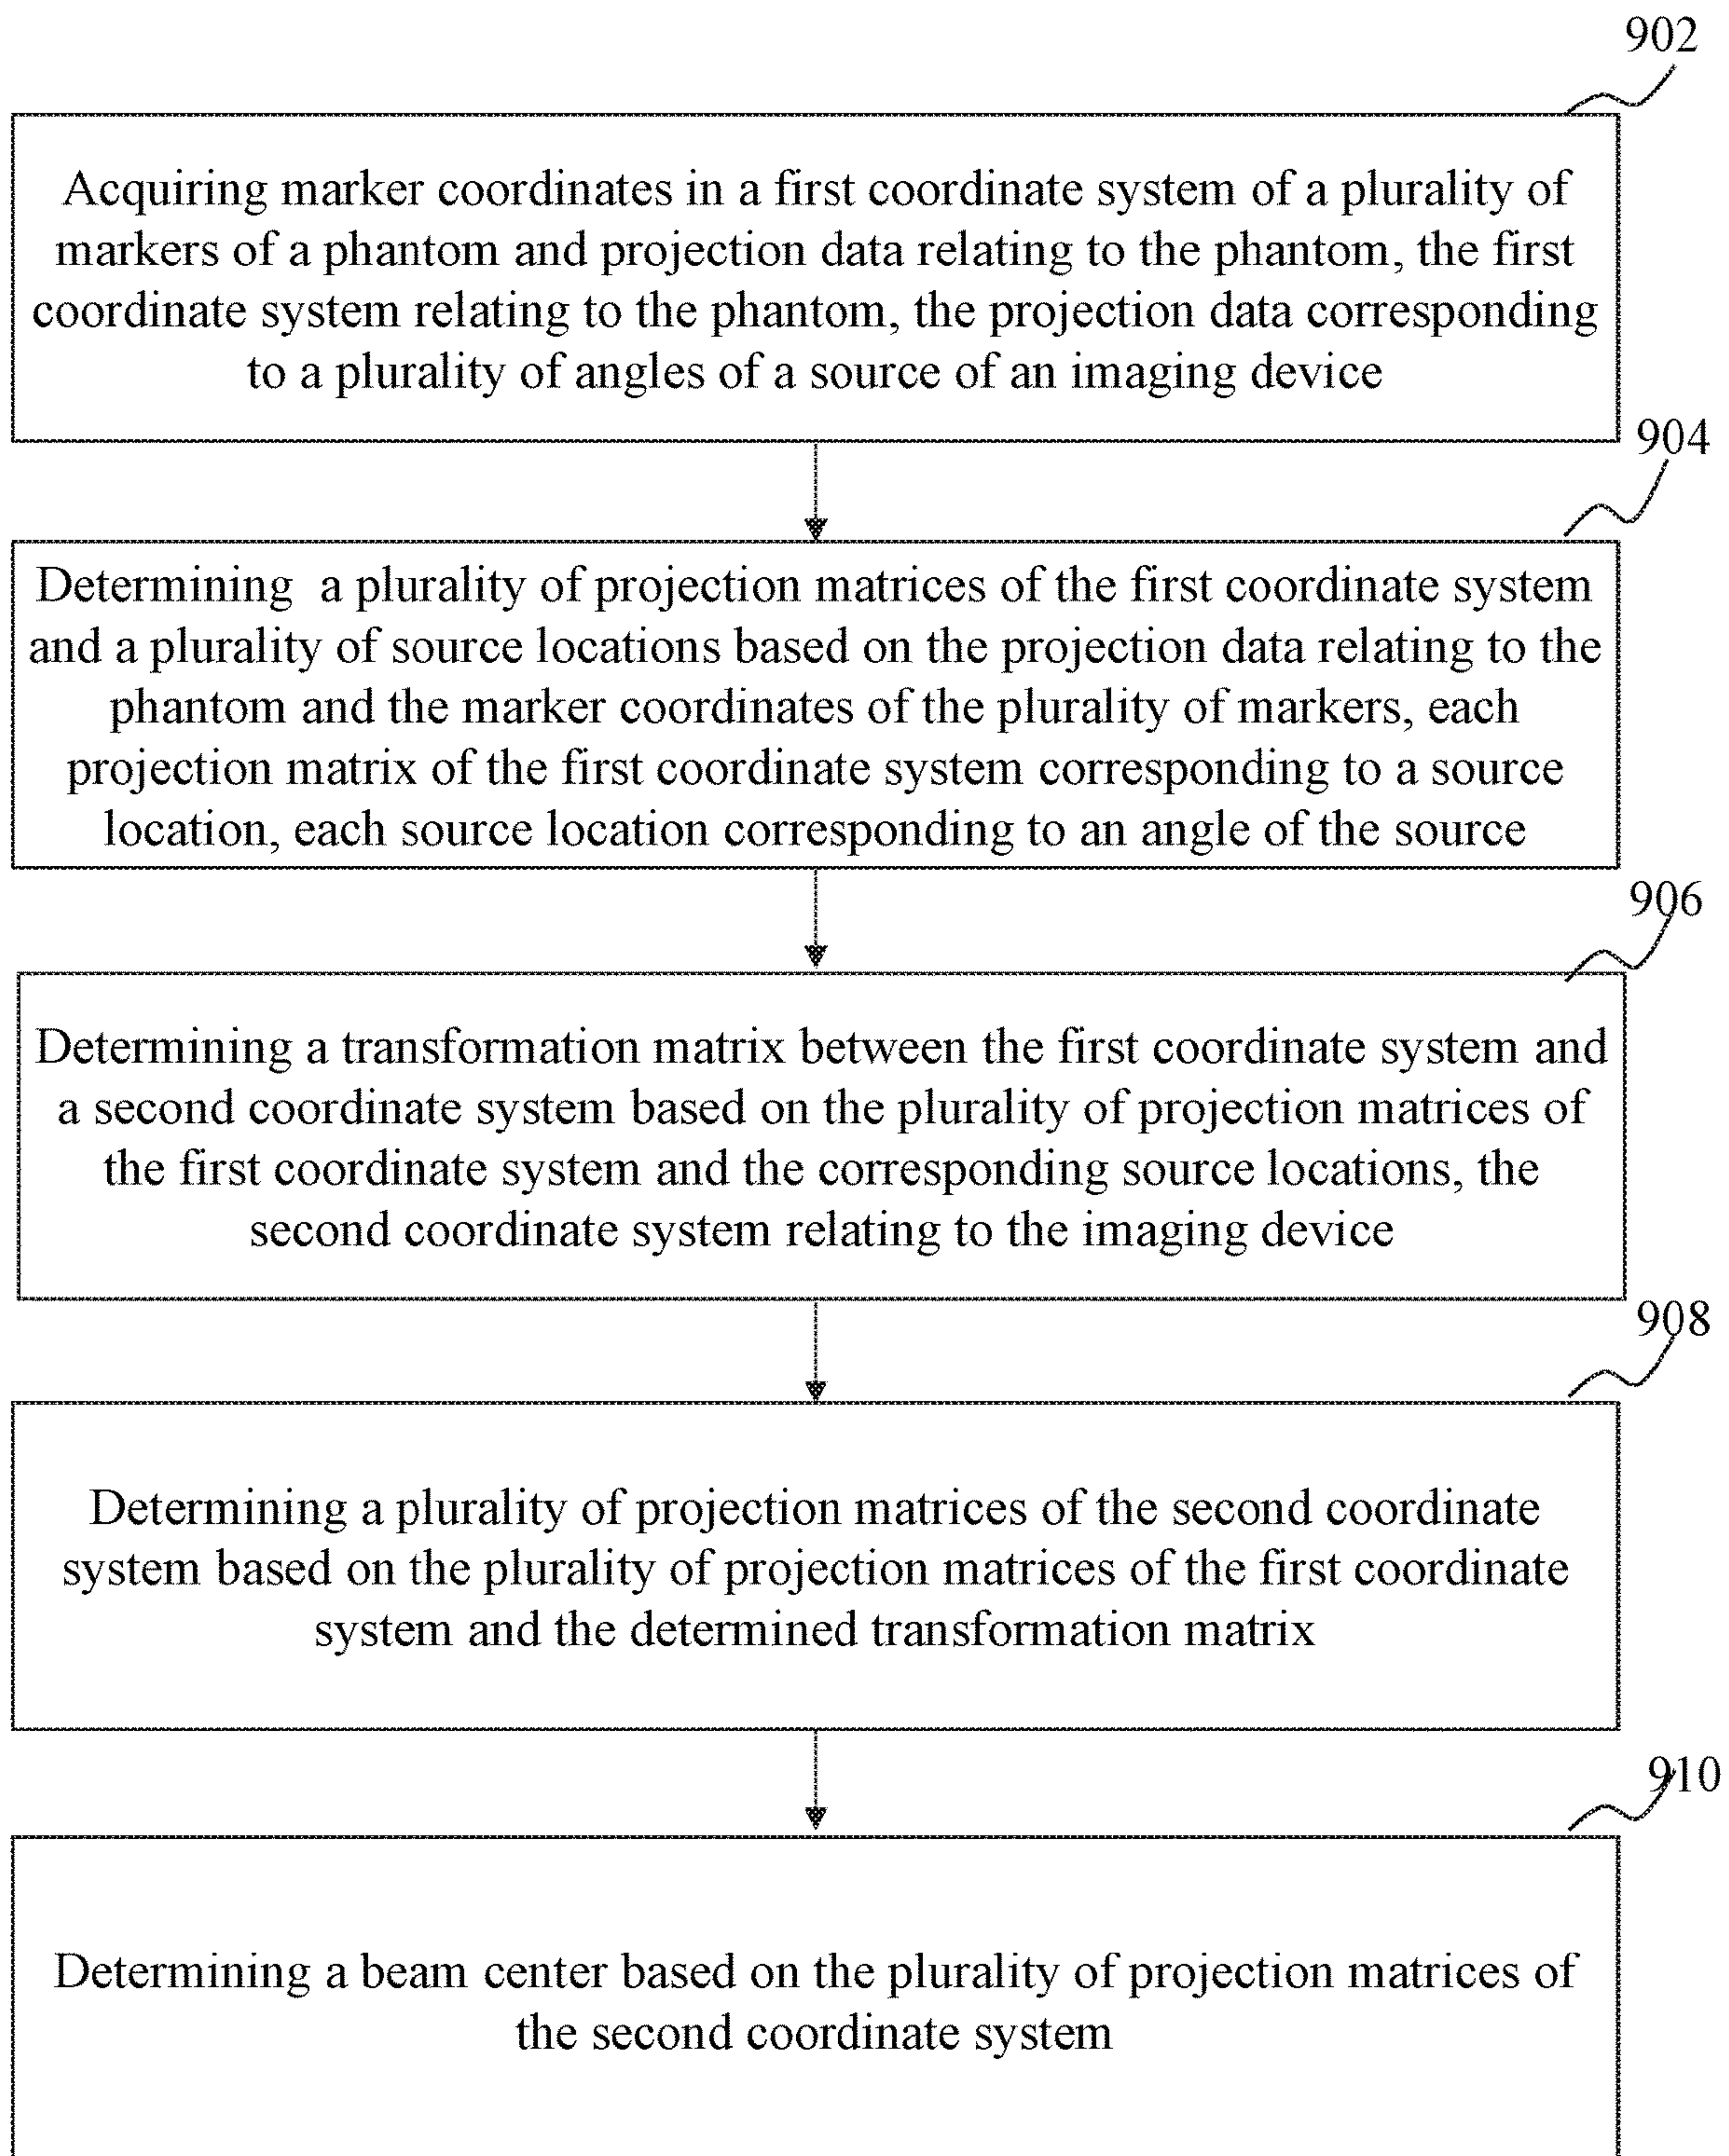 902
Acquiring marker coordinates in a first coordinate system of a plurality of
markers of a phantom and projection data relating to the phantom, the first
coordinate system relating to the phantom, the projection data corresponding
to a plurality of angles of a source of an imaging device
904
Determining a plurality of projection matrices of the first coordinate system
and a plurality of source locations based on the projection data relating to the
phantom and the marker coordinates of the plurality of markers, each
projection matrix of the first coordinate system corresponding to a source
location, each source location corresponding to an angle of the source
906
Determining a transformation matrix between the first coordinate system and
a second coordinate system based on the plurality of projection matrices of
the first coordinate system and the corresponding source locations, the
second coordinate system relating to the imaging device
908
Determining a plurality of projection matrices of the second coordinate
system based on the plurality of projection matrices of the first coordinate
system and the determined transformation matrix
910
Determining a beam center based on the plurality of projection matrices of
the second coordinate system